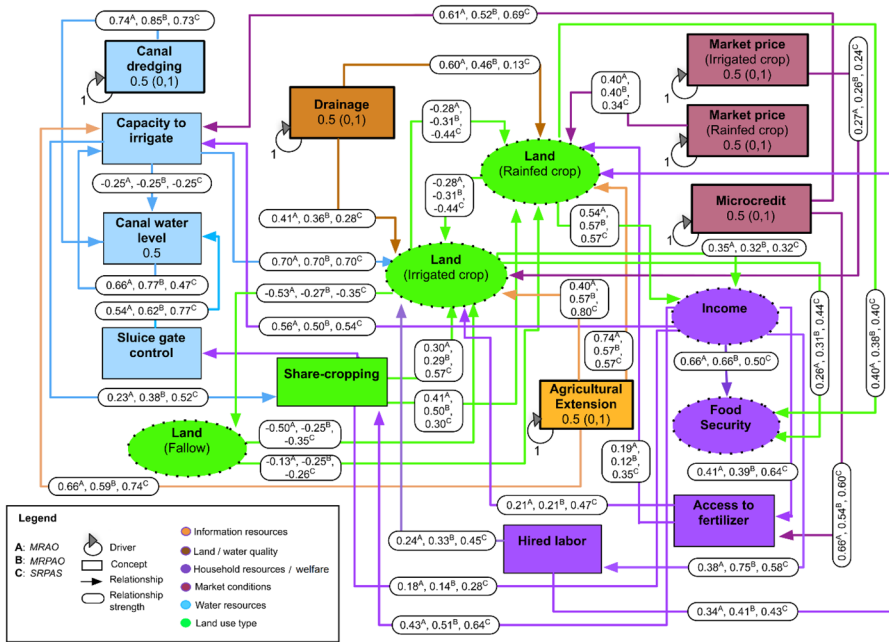 0.74ᴬ, 0.85ᴮ, 0.73ꟲ
0.61ᴬ, 0.52ᴮ, 0.69ꟲ
Canal
dredging
0.5 (0,1)
1
Drainage
0.5 (0,1)
1
0.60ᴬ, 0.46ᴮ, 0.13ꟲ
0.40ᴬ,
0.40ᴮ,
0.34ꟲ
Market price
(Irrigated crop)
0.5 (0,1)
1
0.27ᴬ, 0.26ᴮ, 0.24ꟲ
Market price
(Rainfed crop)
0.5 (0,1)
1
Capacity to
irrigate
-0.28ᴬ,
-0.31ᴮ,
-0.44ꟲ
Land
(Rainfed crop)
-0.25ᴬ, -0.25ᴮ, -0.25ꟲ
-0.28ᴬ,
-0.31ᴮ,
-0.44ꟲ
Microcredit
0.5 (0,1)
1
Canal water
level
0.5
0.41ᴬ, 0.36ᴮ, 0.28ꟲ
0.54ᴬ,
0.57ᴮ,
0.57ꟲ
0.35ᴬ, 0.32ᴮ, 0.32ꟲ
Land
(Irrigated crop)
0.70ᴬ, 0.70ᴮ, 0.70ꟲ
0.66ᴬ, 0.77ᴮ, 0.47ꟲ
-0.53ᴬ, -0.27ᴮ, -0.35ꟲ
0.40ᴬ,
0.57ᴮ,
0.80ꟲ
0.54ᴬ, 0.62ᴮ, 0.77ꟲ
0.56ᴬ, 0.50ᴮ, 0.54ꟲ
Income
0.26ᴬ, 0.31ᴮ, 0.44ꟲ
0.40ᴬ, 0.38ᴮ, 0.40ꟲ
Sluice gate
control
0.30ᴬ,
0.29ᴮ,
0.57ꟲ
0.74ᴬ,
0.57ᴮ,
0.57ꟲ
0.66ᴬ, 0.66ᴮ, 0.50ꟲ
Share-cropping
0.23ᴬ, 0.38ᴮ, 0.52ꟲ
0.41ᴬ,
0.50ᴮ,
0.30ꟲ
Agricultural
Extension
0.5 (0,1)
1
Food
Security
Land
(Fallow)
-0.50ᴬ, -0.25ᴮ,
-0.35ꟲ
-0.13ᴬ, -0.25ᴮ,
-0.26ꟲ
0.19ᴬ,
0.12ᴮ,
0.35ꟲ
0.41ᴬ, 0.39ᴮ, 0.64ꟲ
0.66ᴬ, 0.59ᴮ, 0.74ꟲ
0.21ᴬ, 0.21ᴮ, 0.47ꟲ
Access to
fertilizer
0.66ᴬ, 0.54ᴮ, 0.60ꟲ
0.24ᴬ, 0.33ᴮ, 0.45ꟲ
Hired labor
0.38ᴬ, 0.75ᴮ, 0.58ꟲ
0.18ᴬ, 0.14ᴮ, 0.28ꟲ
0.34ᴬ, 0.41ᴮ, 0.43ꟲ
0.43ᴬ, 0.51ᴮ, 0.64ꟲ
Legend
A: MRAO
B: MRPAO
C: SRPAS
Driver
Concept
Relationship
Relationship
strength
Information resources
Land / water quality
Household resources / welfare
Market conditions
Water resources
Land use type